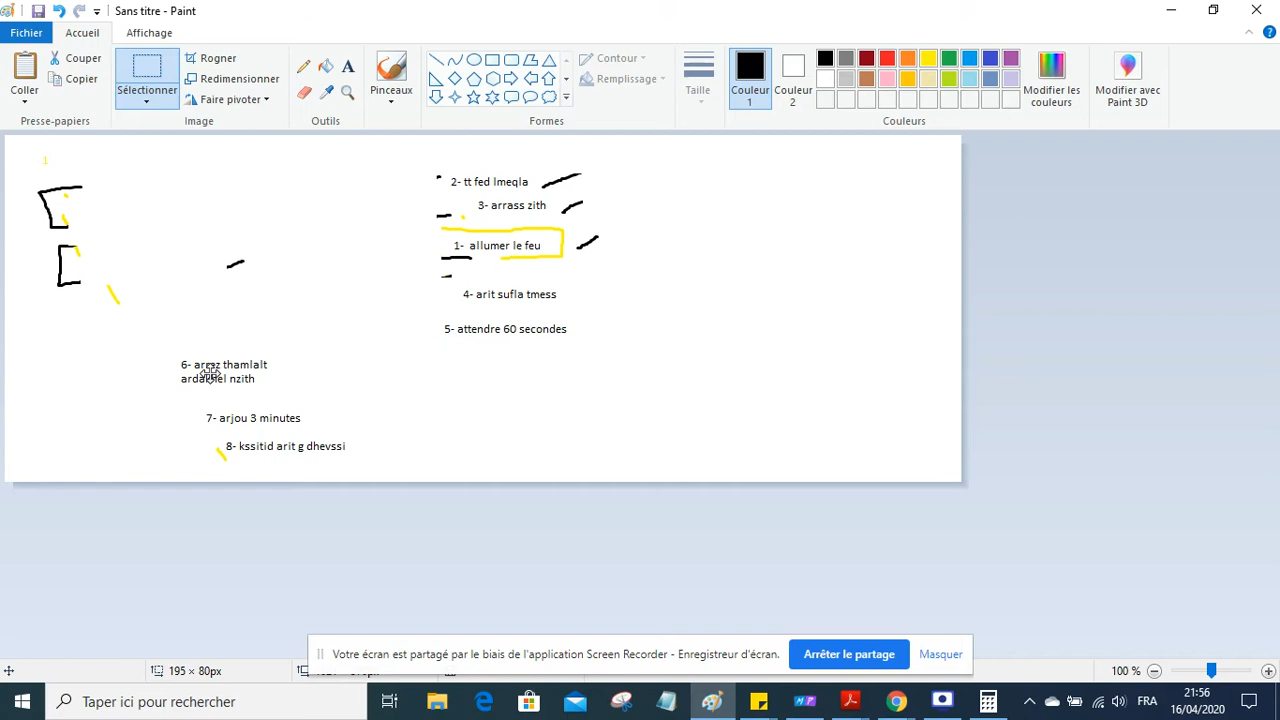 Sans titre - Paint
Fichier
Accueil
Affichage
Coller
Couper
Copier
Presse-papiers
Sélectionner
Rogner
Redimensionner
Faire pivoter
Image
A
Outils
Pinceaux
Formes
Contour
Remplissage
Taille
Couleur 1
Couleur 2
Modifier les couleurs
Couleurs
Modifier avec Paint 3D
1
2- tt fed lmeqla
3- arrass zith
1- allumer le feu
4- arit sufla tmess
5- attendre 60 secondes
6- thamlalt
nzith
7- arjou 3 minutes
8- kssitid arit g dhevssi
Votre écran est partagé par le biais de l'application Screen Recorder - Enregistreur d'écran.
Arrêter le partage
Masquer
195 × 80px
100 %
Taper ici pour rechercher
FRA
21:56
16/04/2020